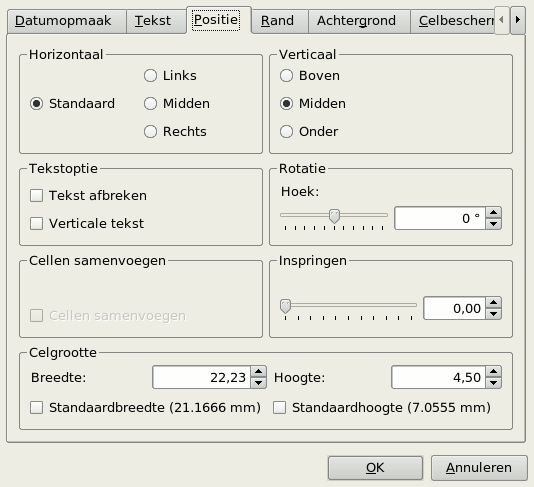 Datumopmaak Tekst Positie Rand Achtergrond
Horizontaal
Links
Standaard Midden
Rechts
Verticaal
Boven
Midden
Onder
Tekstoptie
Tekst afbreken
Verticale tekst
Rotatie
Hoek:
0 °
Cellen samenvoegen
Cellen samenvoegen
Inspringen
0,00
Celgrootte
Breedte: 22,23 Hoogte: 4,50
Standaardbreedte (21.1666 mm) Standaardhoogte (7.0555 mm)
OK Annuleren